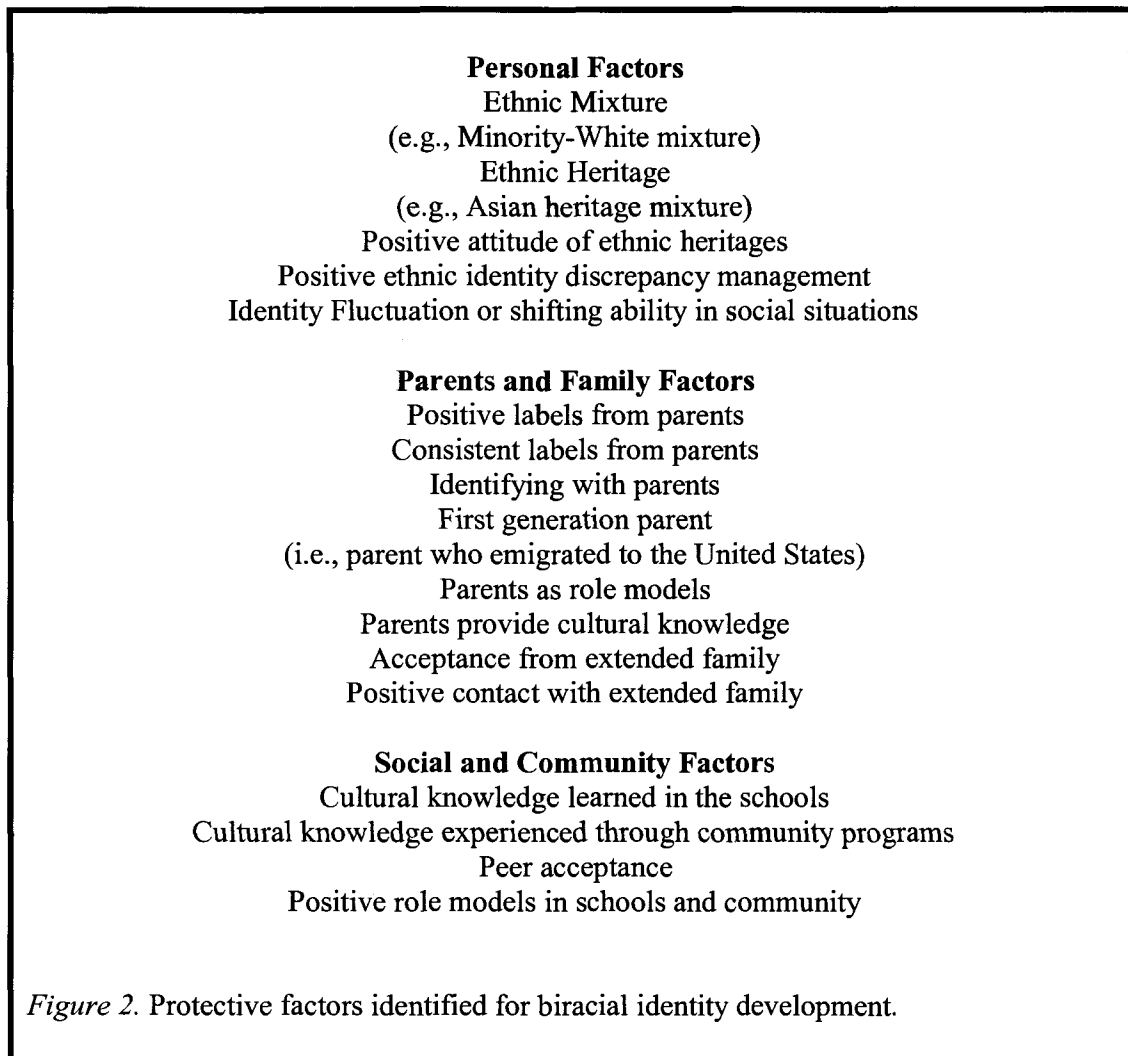 Personal Factors
Ethnic Mixture
(e.g., Minority-White mixture)
Ethnic Heritage
(e.g., Asian heritage mixture)
Positive attitude of ethnic heritages
Positive ethnic identity discrepancy management
Identity Fluctuation or shifting ability in social situations
Parents and Family Factors
Positive labels from parents
Consistent labels from parents
Identifying with parents
First generation parent
(i.e., parent who emigrated to the United States)
Parents as role models
Parents provide cultural knowledge
Acceptance from extended family
Positive contact with extended family
Social and Community Factors
Cultural knowledge learned in the schools
Cultural knowledge experienced through community programs
Peer acceptance
Positive role models in schools and community
Figure 2. Protective factors identified for biracial identity development.